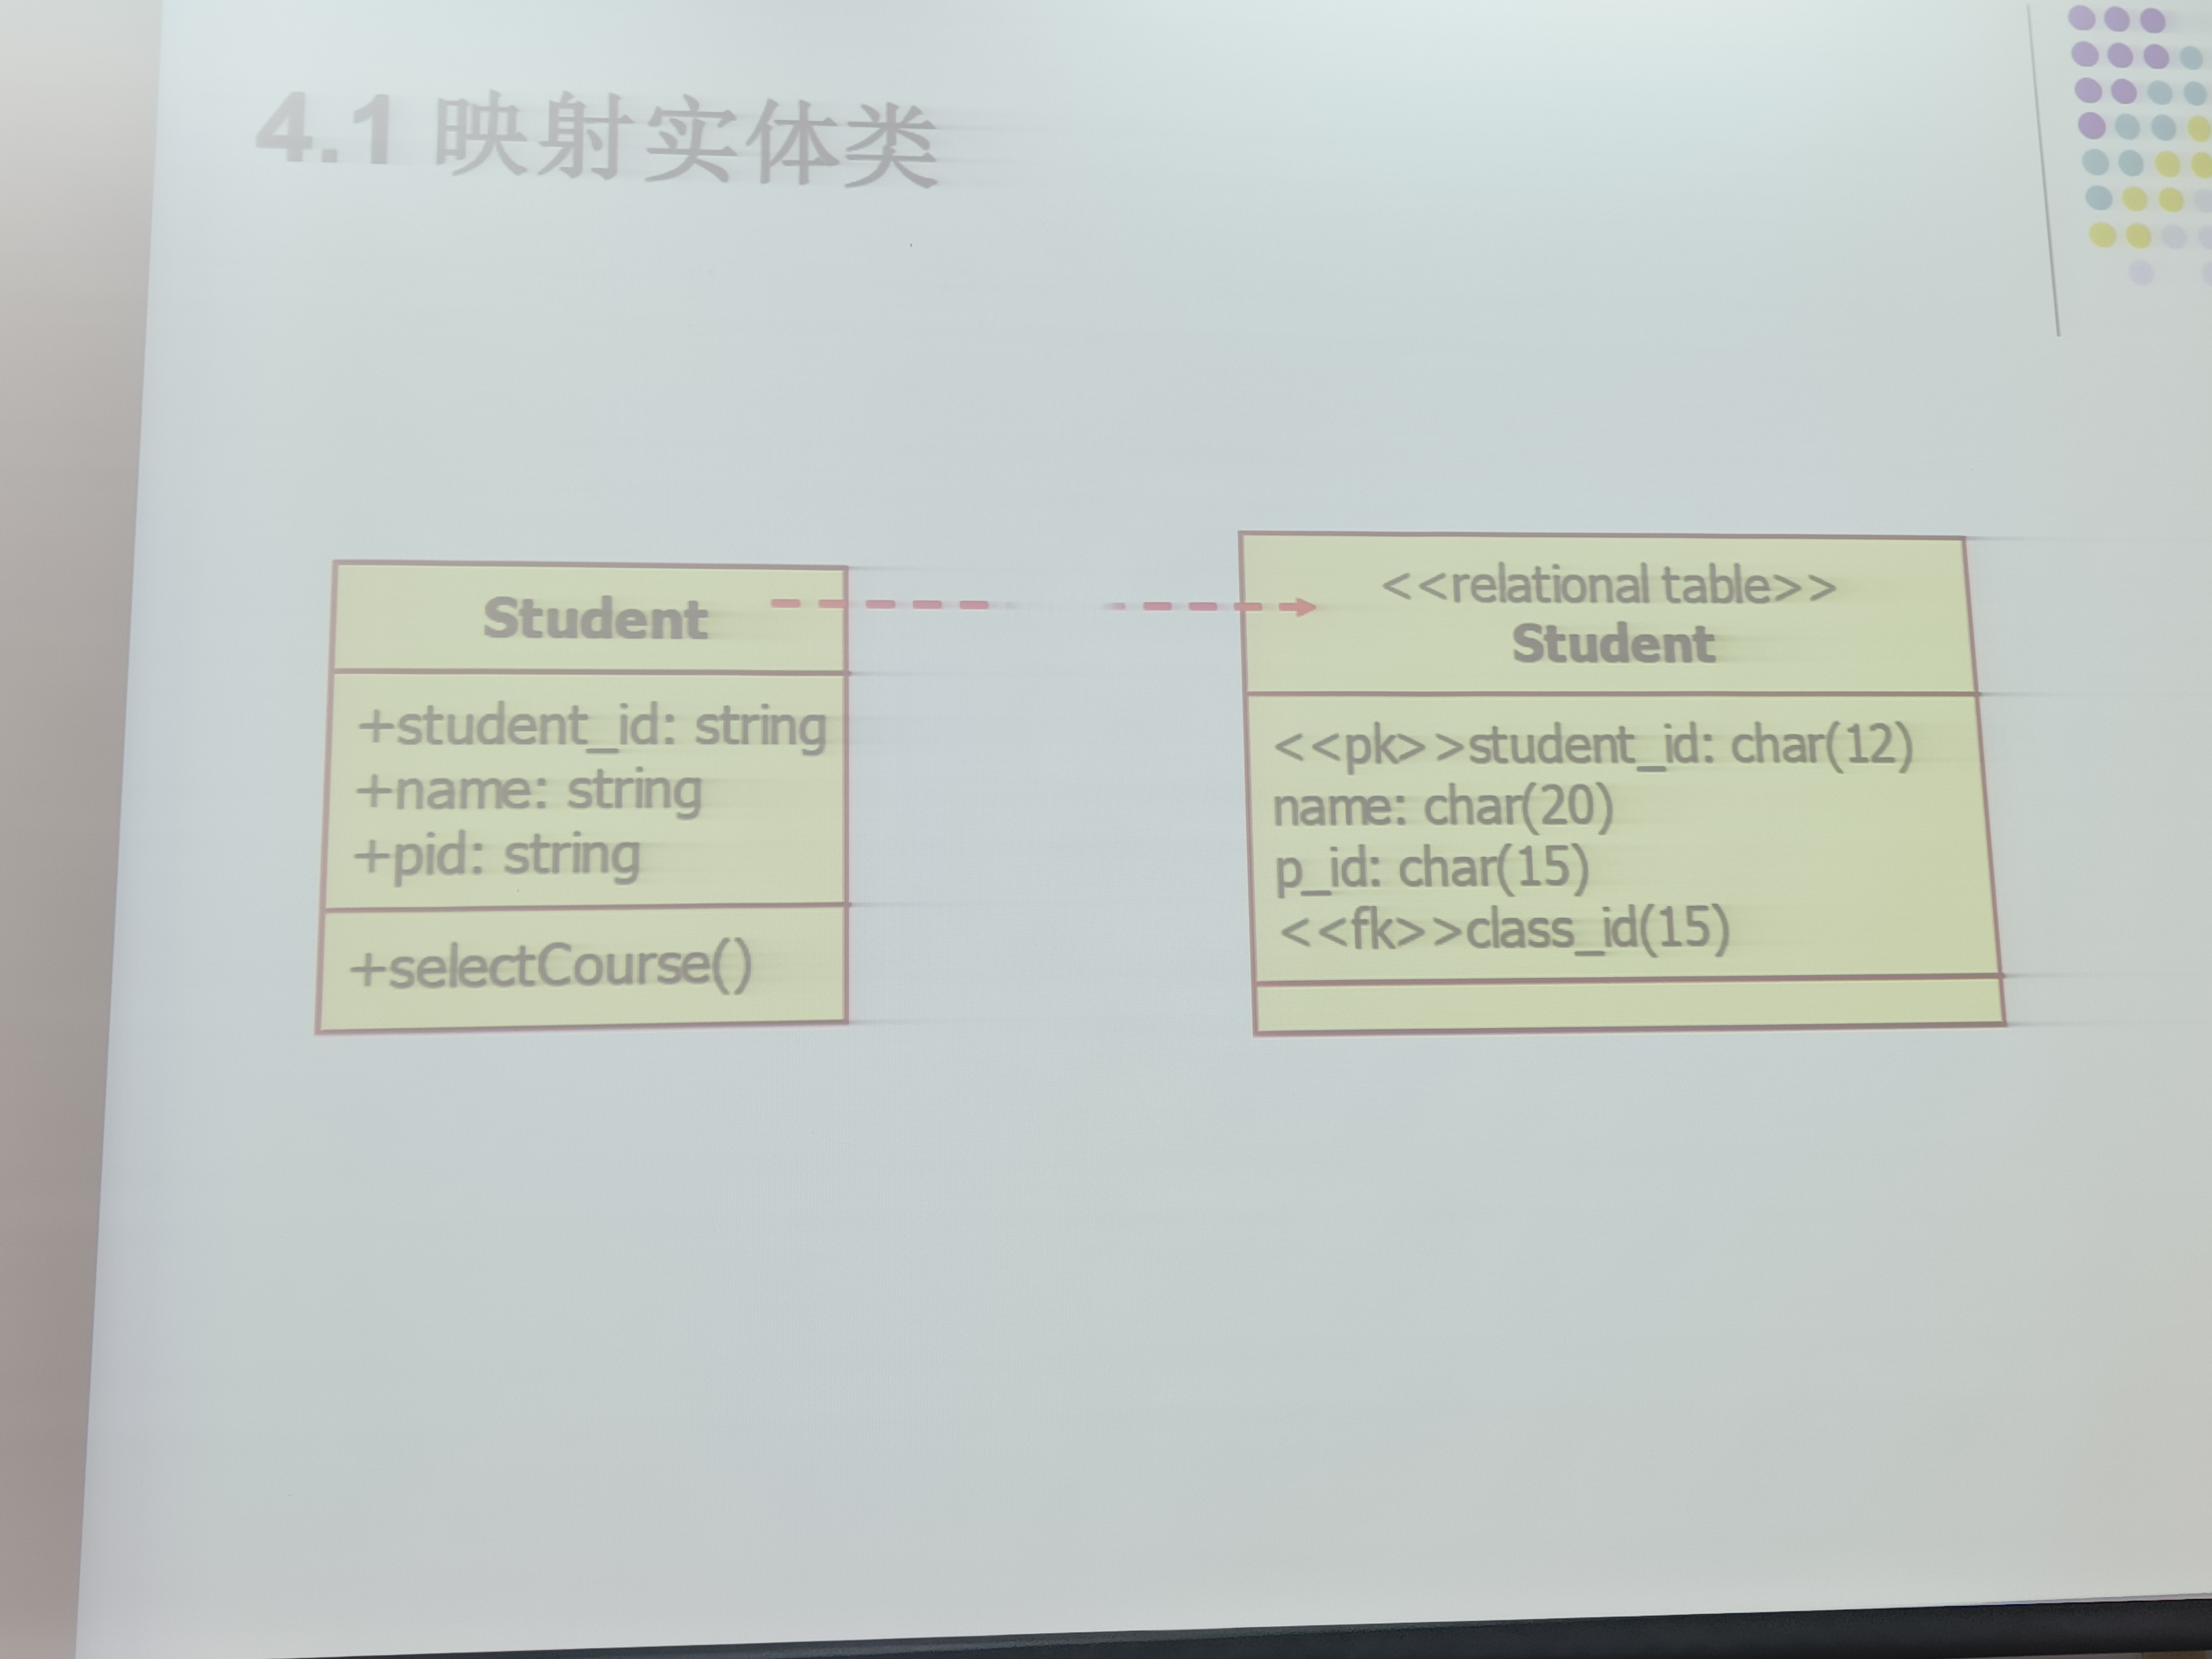 4.1 映射实体类
Student
+student_id: string
+name: string
+pid: string
+selectCourse()
<<relational table>>
Student
<<pk>>student_id: char(12)
name: char(20)
p_id: char(15)
<<fk>>class_id(15)